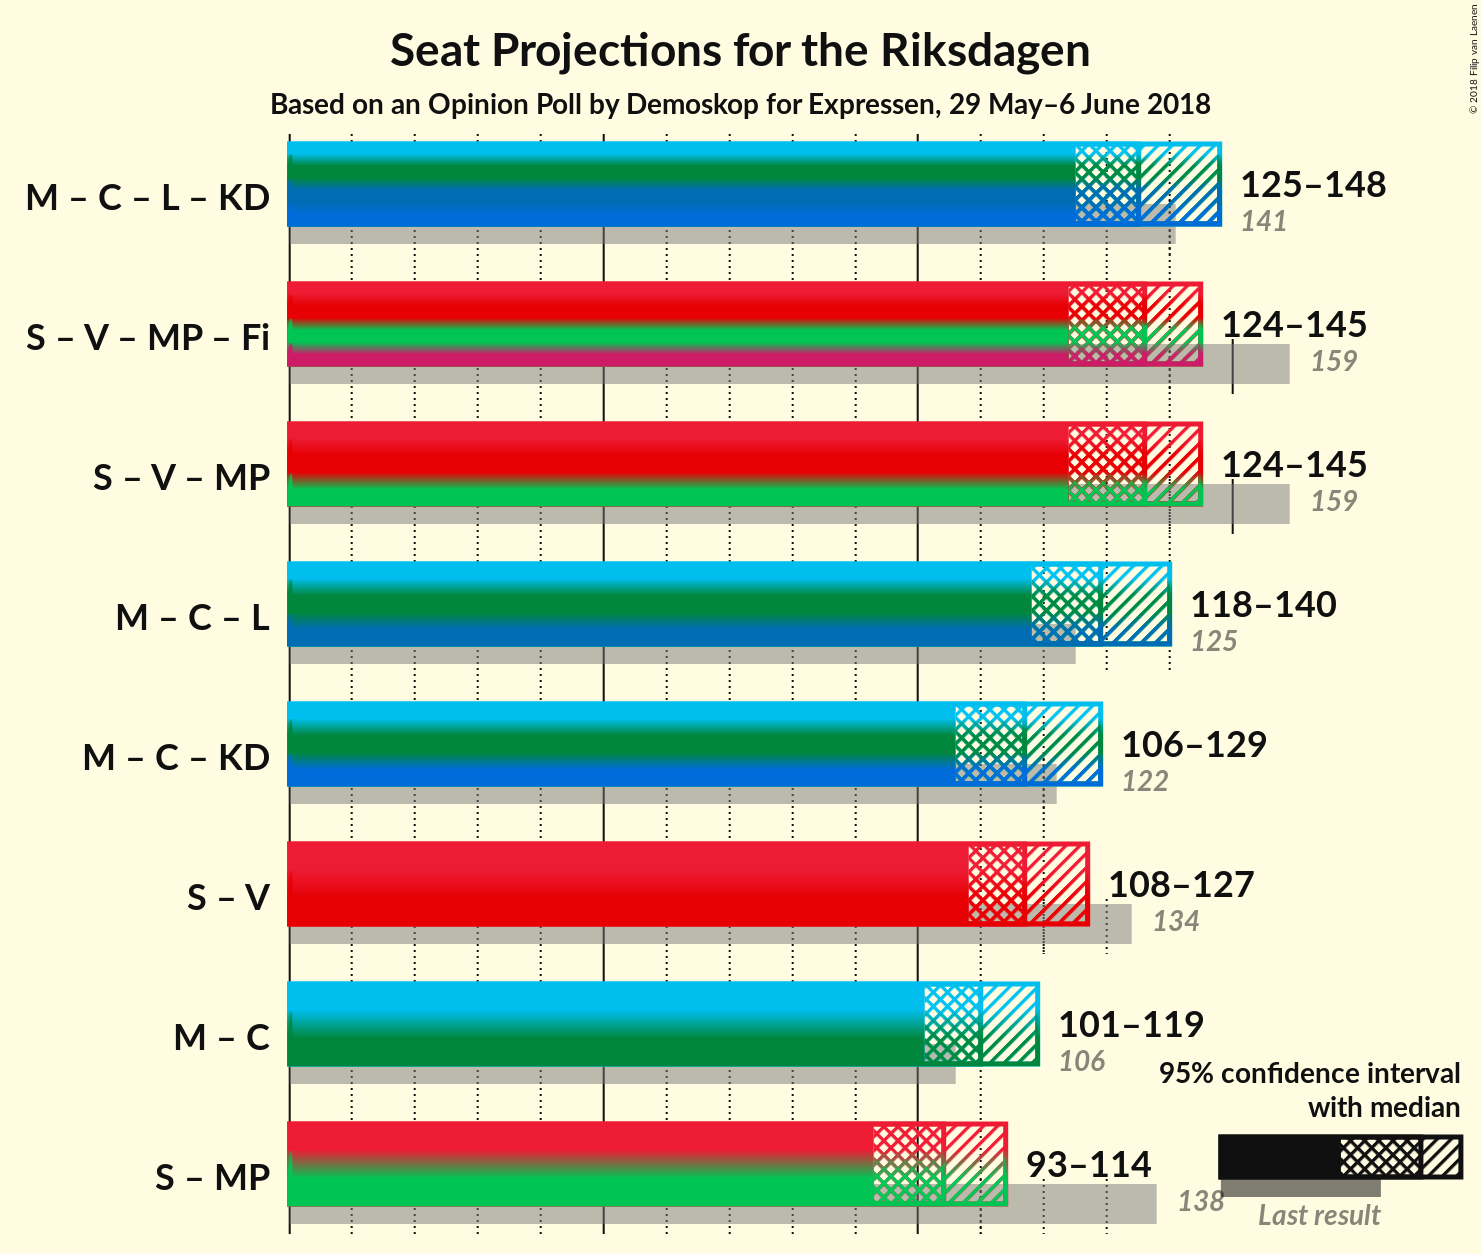 Seat Projections for the Riksdagen
Based on an Opinion Poll by Demoskop for Expressen, 29 May–6 June 2018
© 2018 Filip van Laenen
M – C – L – KD
125–148
141
S – V – MP – Fi
124–145
159
S – V – MP
124–145
159
M – C – L
118–140
125
M – C – KD
106–129
122
S – V
108–127
134
M – C
101–119
106
S – MP
93–114
138
95% confidence interval
with median
Last result